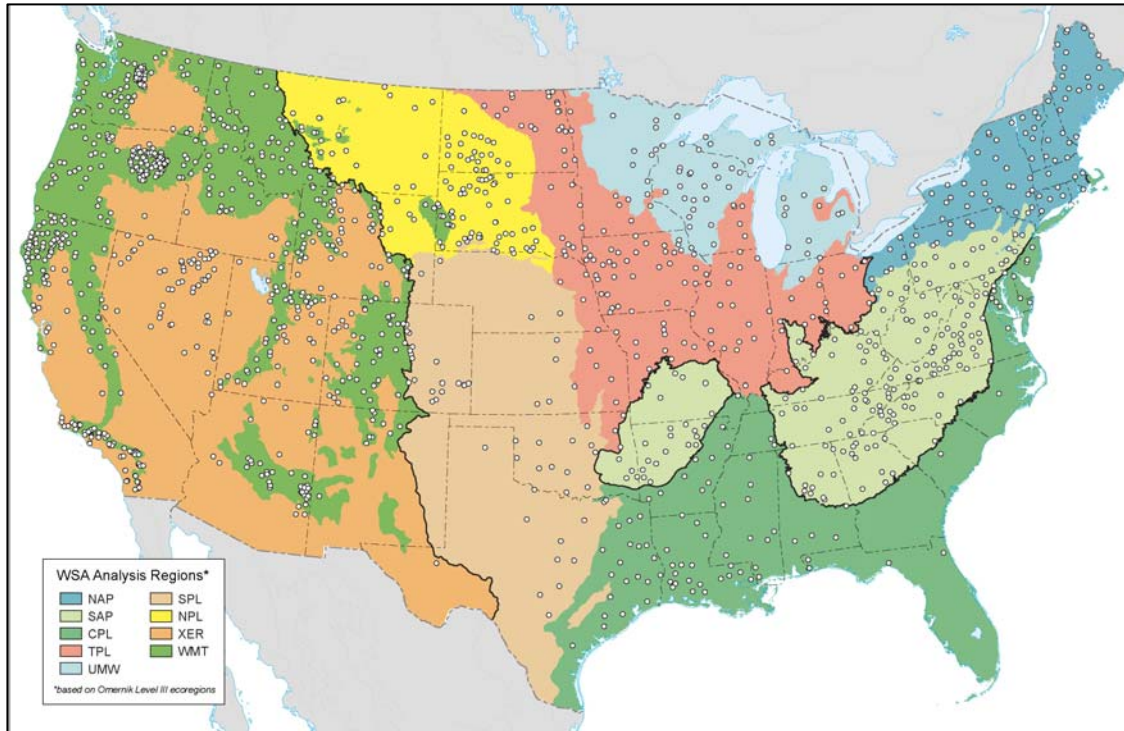 WSA Analysis Regions*
NAP
SAP
CPL
TPL
UMW
SPL
NPL
XER
WMT
*based on Omernik Level III ecoregions